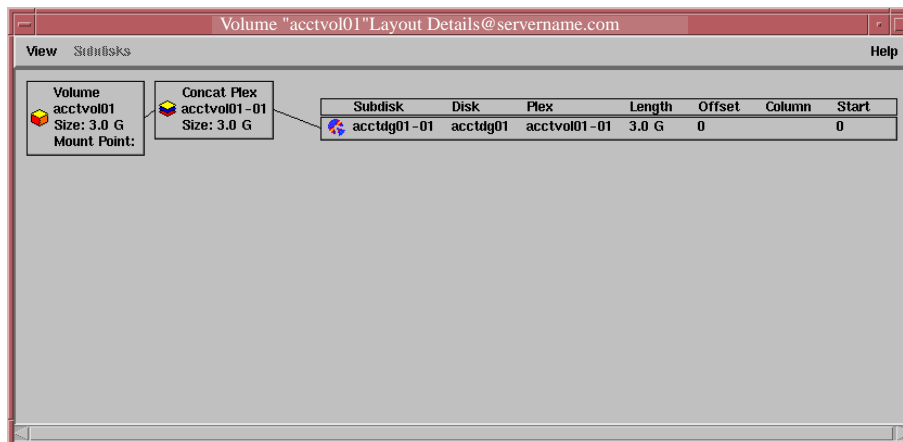 Volume "acctvol01"Layout Details@servername.com
View Subdisks Help
Volume
acctvol01
Size: 3.0 G
Mount Point:
Concat Plex
acctvol01-01
Size: 3.0 G
Subdisk Disk Plex Length Offset Column Start
acctdg01-01 acctdg01 acctvol01-01 3.0 G 0 0